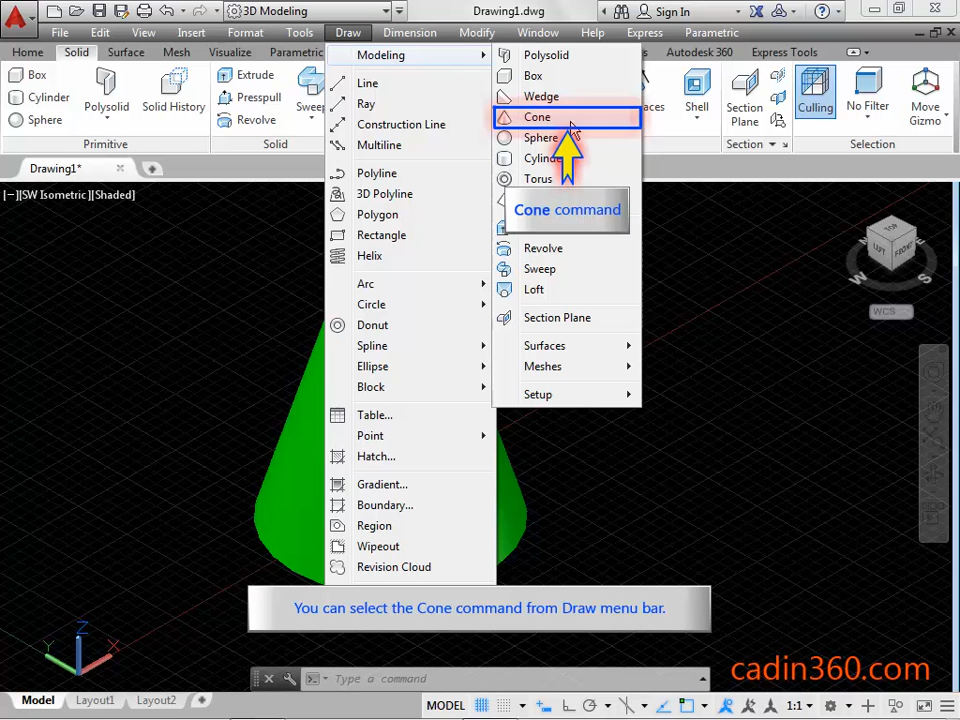 3D Modeling
Drawing1.dwg
Sign In
File Edit View Insert Format Tools Draw Dimension Modify Window Help Express Parametric
Home Solid Surface Mesh Visualize Parametric Autodesk 360 Express Tools
Box
Cylinder
Sphere
Polysolid
Solid History
Primitive
Extrude
Presspull
Revolve
Sweep
Solid
Shell
Section
Plane
Section
Culling
No Filter
Move
Gizmo
Selection
Drawing1*
[−][SW Isometric][Shaded]
Modeling
Line
Ray
Construction Line
Multiline
Polyline
3D Polyline
Polygon
Rectangle
Helix
Arc
Circle
Donut
Spline
Ellipse
Block
Table...
Point
Hatch...
Gradient...
Boundary...
Region
Wipeout
Revision Cloud
Polysolid
Box
Wedge
Cone
Sphere
Torus
Cone command
Revolve
Sweep
Loft
Section Plane
Surfaces
Meshes
Setup
TOP
LEFT
FRONT
W
S
WCS
You can select the Cone command from Draw menu bar.
Z
Y
X
Type a command
cadin360.com
Model Layout1 Layout2
MODEL
1:1